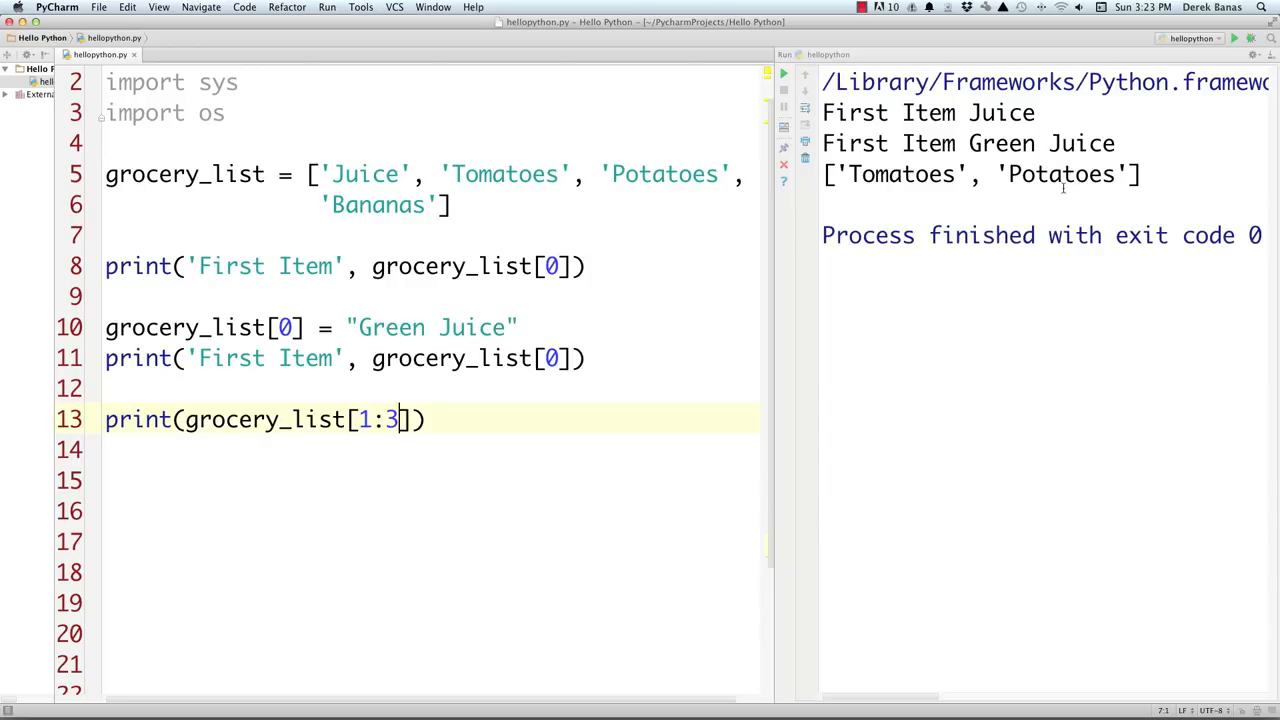 PyCharm File Edit View Navigate Code Refactor Run Tools VCS Window Help 10 Sun 3:23 PM Derek Banas
hellopython.py - Hello Python - [~/PycharmProjects/Hello Python]
Hello Python hellopython.py hellopython
hellopython.py Run hellopython
Hello P
hell
Extern
2 import sys
3 import os
4
5 grocery_list = ['Juice', 'Tomatoes', 'Potatoes',
6 'Bananas']
7
8 print('First Item', grocery_list[0])
9
10 grocery_list[0] = "Green Juice"
11 print('First Item', grocery_list[0])
12
13 print(grocery_list[1:3])
14
15
16
17
18
19
20
21
22
/Library/Frameworks/Python.framewo
First Item Juice
First Item Green Juice
['Tomatoes', 'Potatoes']
Process finished with exit code 0
7:1 LF UTF-8